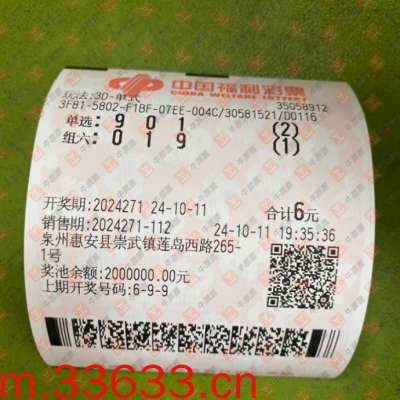 中国福利彩票
CHINA WELFARE LOTTERY
玩法:3D-单式
35058912
3F81-5802-F1BF-07EE-004C/30581521/D0116
单选: 9 0 1 (2)
组六: 0 1 9 (1)
开奖期:2024271 24-10-11 合计6元
销售期:2024271-112 24-10-11 19:35:36
泉州惠安县崇武镇莲岛西路265-
1号
奖池余额:2000000.00元
上期开奖号码:6-9-9
m.33633.cn